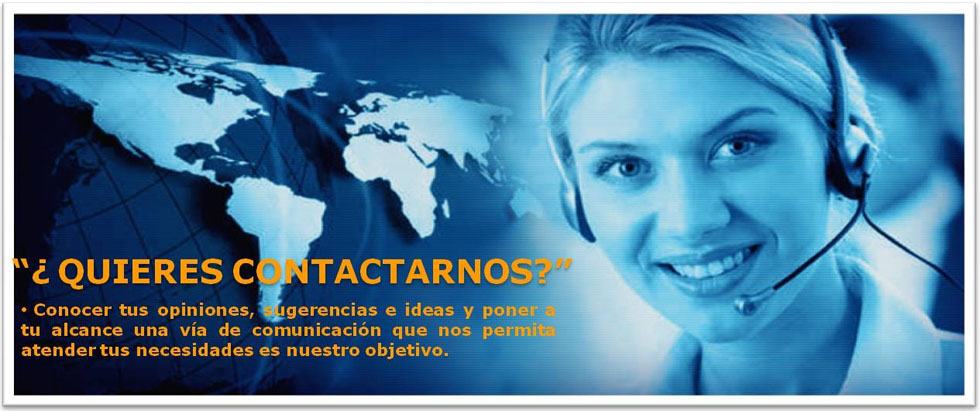 “¿ QUIERES CONTACTARNOS?”
• Conocer tus opiniones, sugerencias e ideas y poner a
tu alcance una vía de comunicación que nos permita
atender tus necesidades es nuestro objetivo.